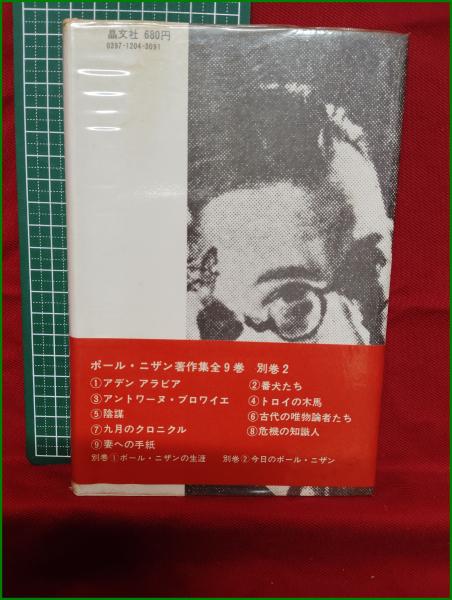 晶文社 680円
0397-1204-3091
ポール・ニザン著作集全9巻 別巻2
①アデン アラビア ②番犬たち
③アントワーヌ・ブロワイエ ④トロイの木馬
⑤陰謀 ⑥古代の唯物論者たち
⑦九月のクロニクル ⑧危機の知識人
⑨妻への手紙
別巻①ポール・ニザンの生涯 別巻②今日のポール・ニザン